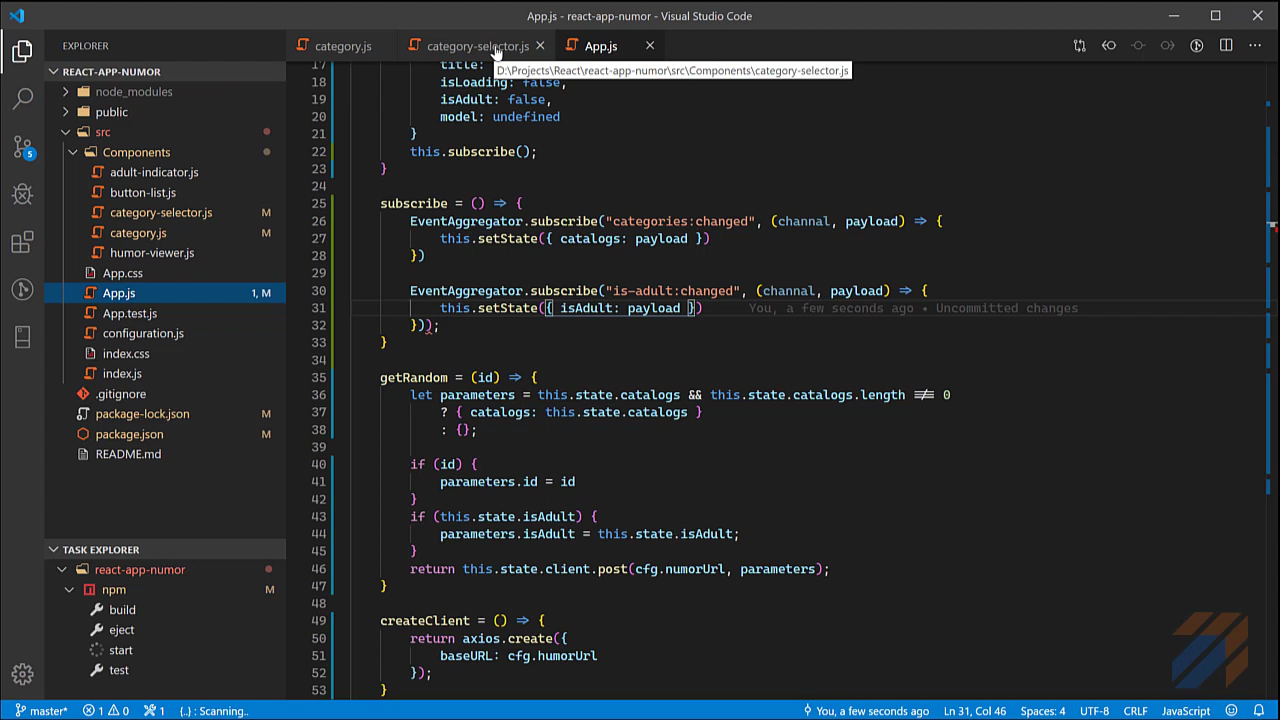 App.js - react-app-numor - Visual Studio Code
EXPLORER
REACT-APP-NUMOR
node_modules
public
src
Components
adult-indicator.js
button-list.js
category-selector.js M
category.js M
humor-viewer.js
App.css
App.js 1, M
App.test.js
configuration.js
index.css
index.js
.gitignore
package-lock.json M
package.json M
README.md
TASK EXPLORER
react-app-numor
npm M
build
eject
start
test
5
category.js
category-selector.js
App.js
D:\Projects\React\react-app-numor\src\Components\category-selector.js
17 title:
18 isLoading: false,
19 isAdult: false,
20 model: undefined
21 }
22 this.subscribe();
23 }
24
25 subscribe = () => {
26 EventAggregator.subscribe("categories:changed", (channal, payload) => {
27 this.setState({ catalogs: payload })
28 })
29
30 EventAggregator.subscribe("is-adult:changed", (channal, payload) => {
31 this.setState({ isAdult: payload }) You, a few seconds ago • Uncommitted changes
32 }));
33 }
34
35 getRandom = (id) => {
36 let parameters = this.state.catalogs && this.state.catalogs.length !== 0
37 ? { catalogs: this.state.catalogs }
38 : {};
39
40 if (id) {
41 parameters.id = id
42 }
43 if (this.state.isAdult) {
44 parameters.isAdult = this.state.isAdult;
45 }
46 return this.state.client.post(cfg.numorUrl, parameters);
47 }
48
49 createClient = () => {
50 return axios.create({
51 baseURL: cfg.humorUrl
52 });
53 }
master* 1 0 1 {..} : Scanning.. You, a few seconds ago Ln 31, Col 46 Spaces: 4 UTF-8 CRLF JavaScript